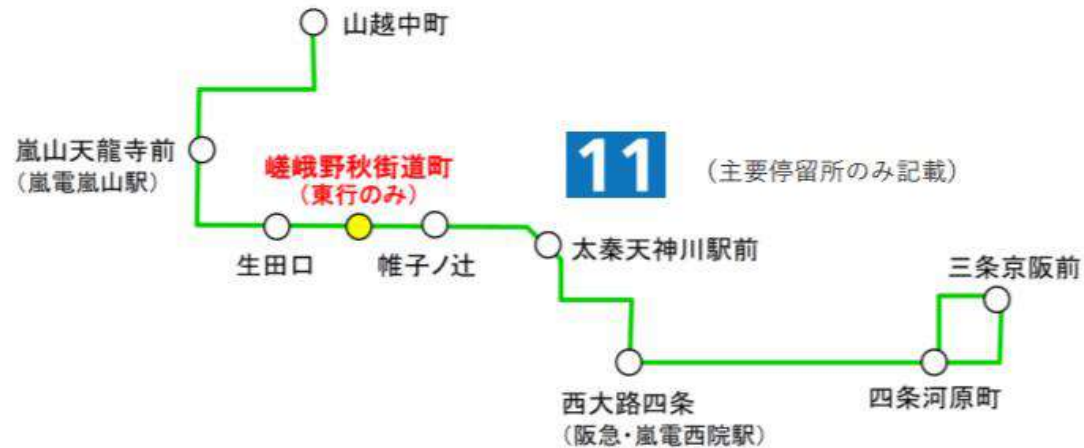 山越中町
嵐山天龍寺前
（嵐電嵐山駅）
嵯峨野秋街道町
（東行のみ）
11
（主要停留所のみ記載）
生田口
帷子ノ辻
太秦天神川駅前
三条京阪前
西大路四条
（阪急・嵐電西院駅）
四条河原町